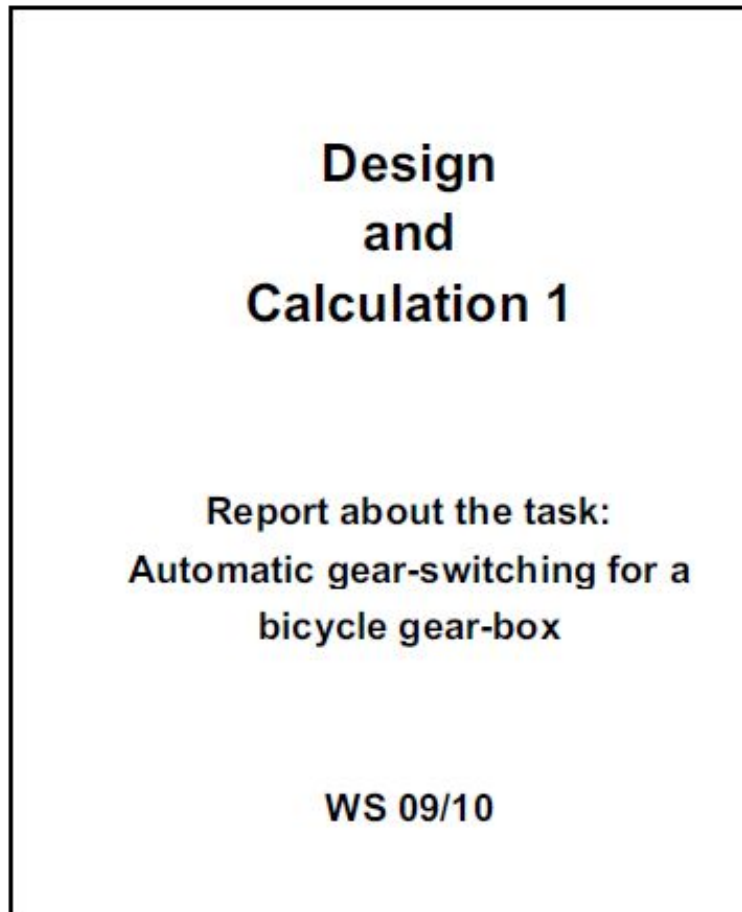 Design
and
Calculation 1
Report about the task:
Automatic gear-switching for a
bicycle gear-box
WS 09/10